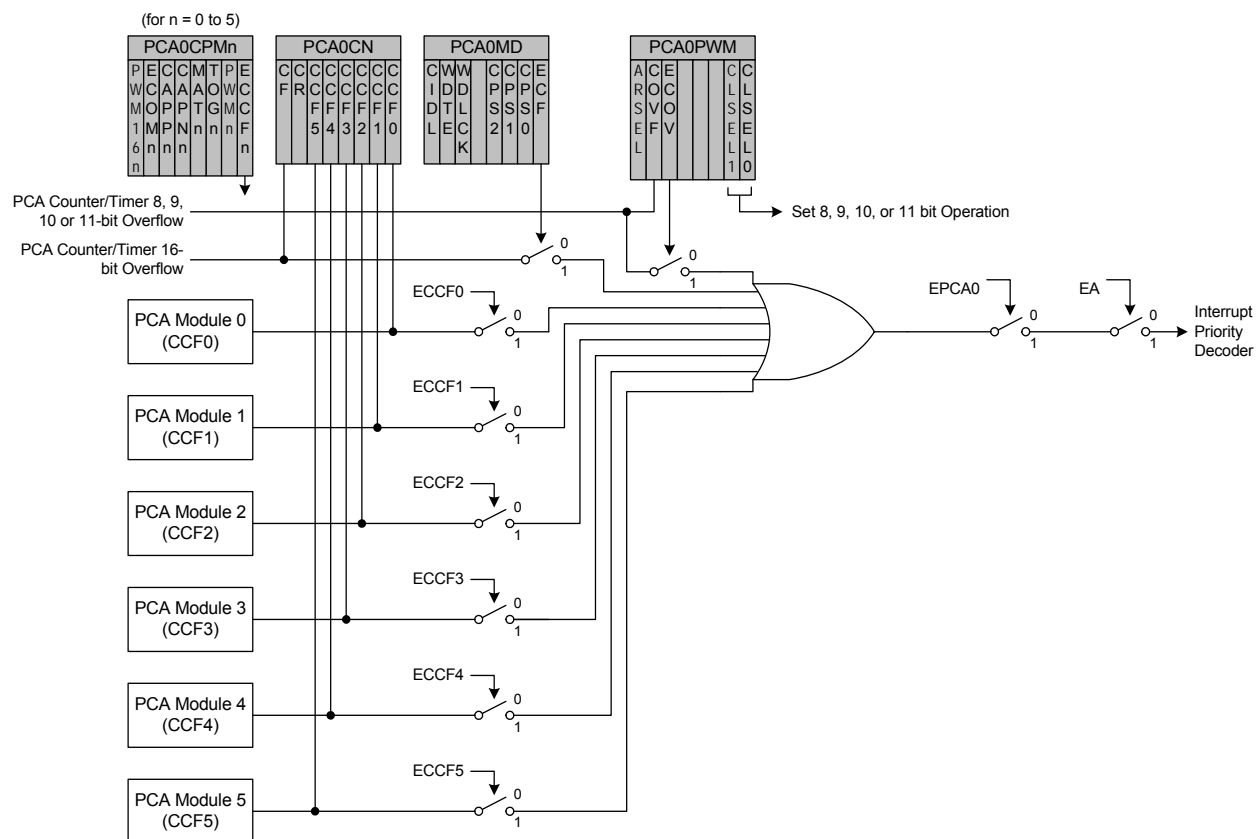 (for n = 0 to 5)
PCA0CPMn
PWM16n
ECOMn
CAPPn
CAPNn
MATn
TOGn
PWMn
ECCFn
PCA0CN
CF
CR
CCF5
CCF4
CCF3
CCF2
CCF1
CCF0
PCA0MD
CIDL
WDTE
WDLCK
CPS2
CPS1
CPS0
ECF
PCA0PWM
ARSEL
COVF
ECOV
CLSEL1
CLSEL0
PCA Counter/Timer 8, 9,
10 or 11-bit Overflow
Set 8, 9, 10, or 11 bit Operation
PCA Counter/Timer 16-
bit Overflow
0
1
0
1
PCA Module 0
(CCF0)
ECCF0
0
1
EPCA0
0
1
EA
0
1
Interrupt
Priority
Decoder
PCA Module 1
(CCF1)
ECCF1
0
1
PCA Module 2
(CCF2)
ECCF2
0
1
PCA Module 3
(CCF3)
ECCF3
0
1
PCA Module 4
(CCF4)
ECCF4
0
1
PCA Module 5
(CCF5)
ECCF5
0
1